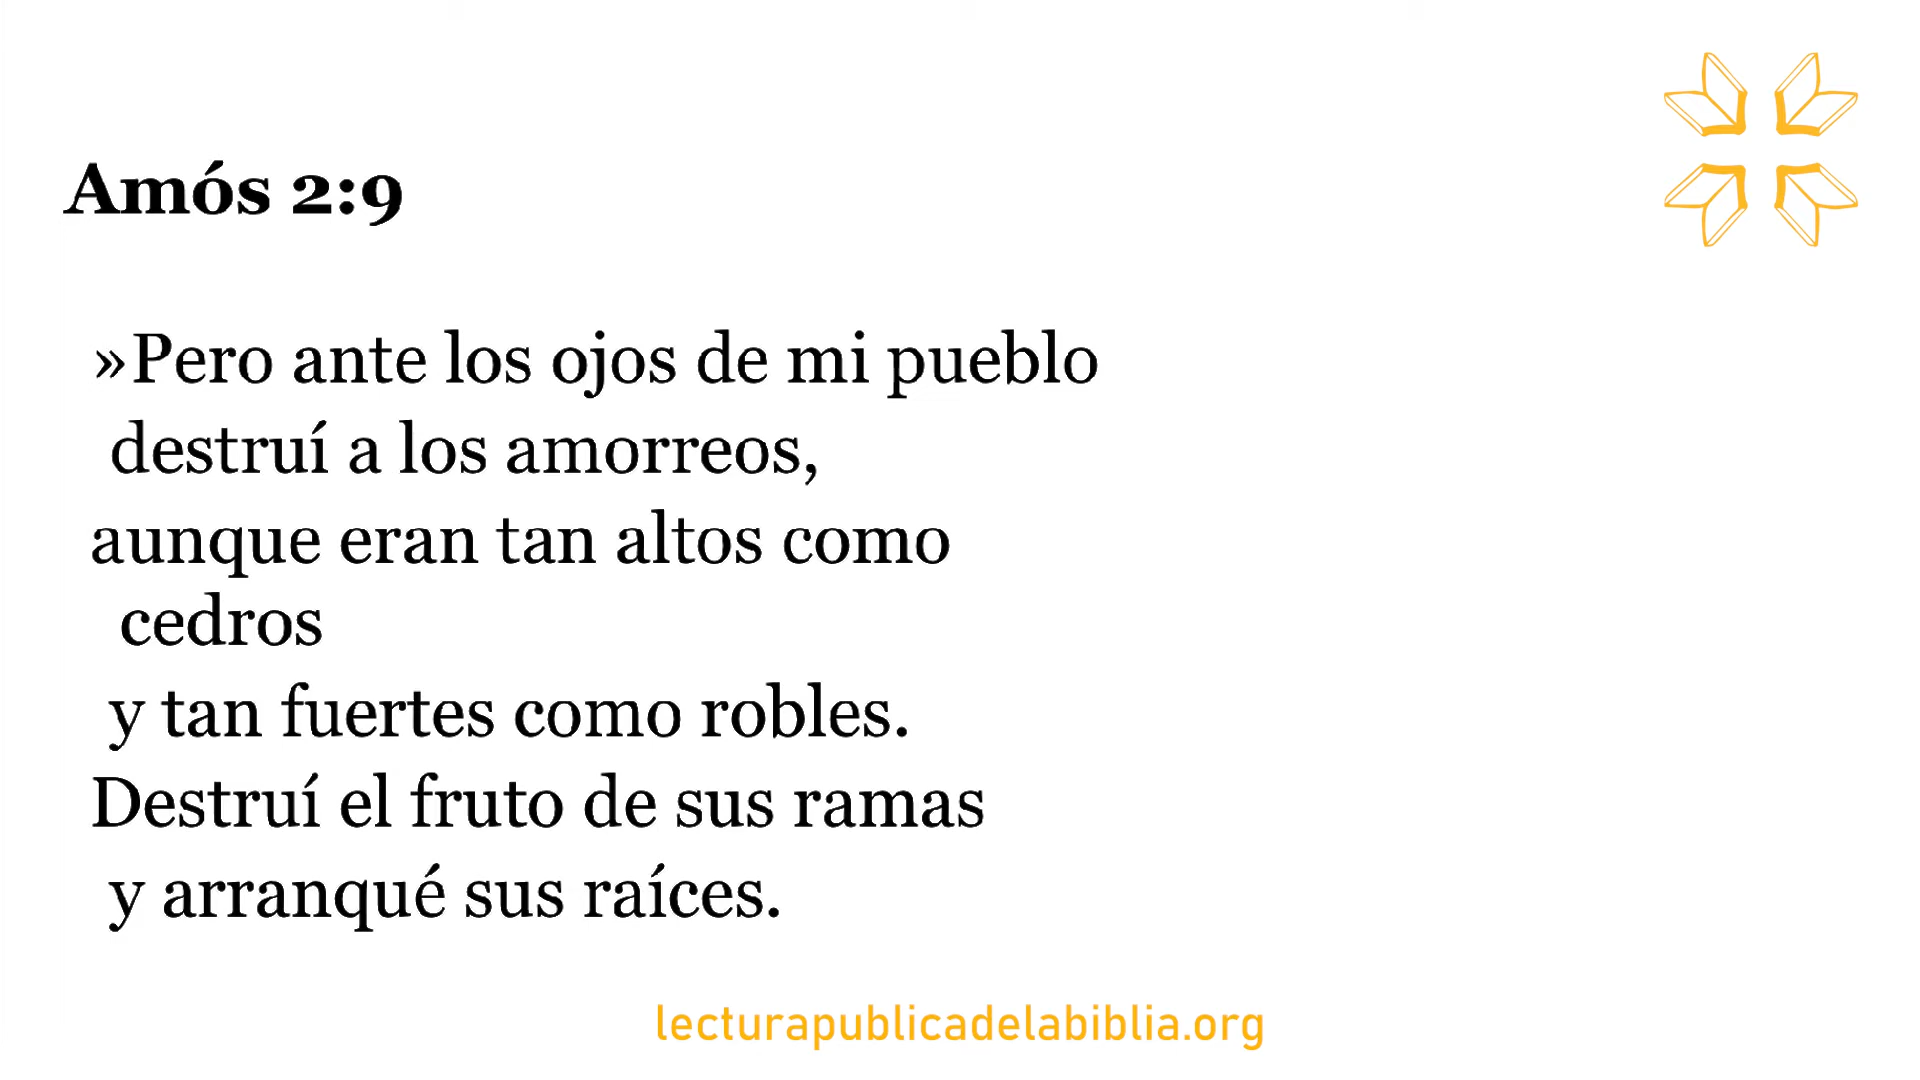 Amós 2:9
»Pero ante los ojos de mi pueblo
destruí a los amorreos,
aunque eran tan altos como
cedros
y tan fuertes como robles.
Destruí el fruto de sus ramas
y arranqué sus raíces.
lecturapublicadelabiblia.org